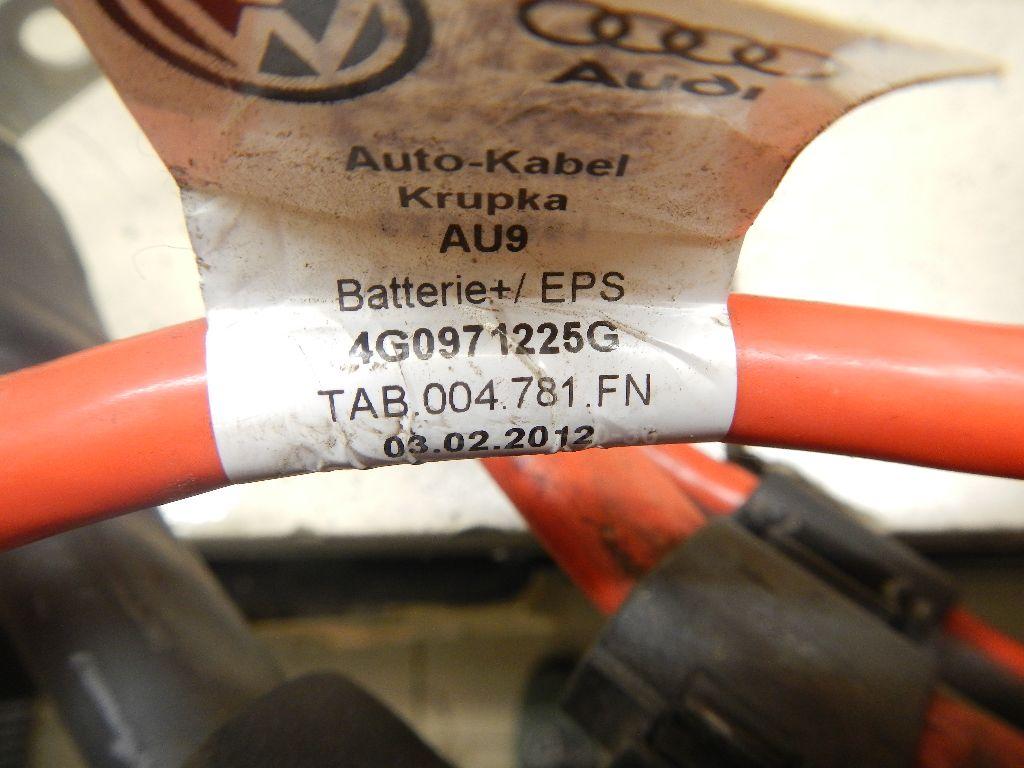 Audi
Auto-Kabel
Krupka
AU9
Batterie+/ EPS
4G0971225G
TAB.004.781.FN
03.02.2012